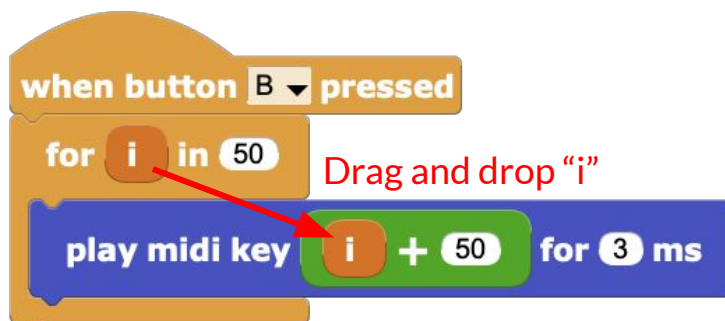 when button B pressed
for i in 50
Drag and drop “i”
play midi key i + 50 for 3 ms